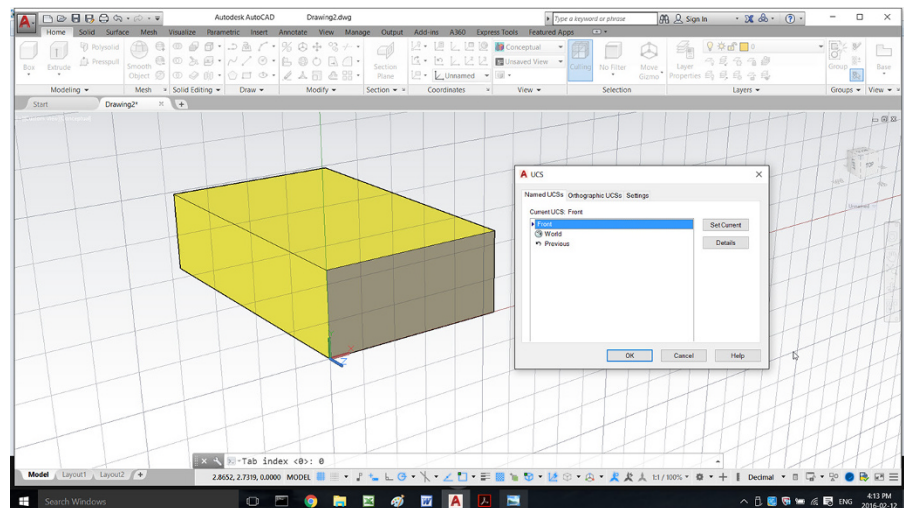 Autodesk AutoCAD Drawing2.dwg
Type a keyword or phrase
Sign In
Home Solid Surface Mesh Visualize Parametric Insert Annotate View Manage Output Add-ins A360 Express Tools Featured Apps
Polysolid
Conceptual
Presspull
Unsaved View
Box Extrude Smooth Object Section Plane Unnamed Culling No Filter Move Gizmo Layer Properties Group Base
Modeling Mesh Solid Editing Draw Modify Section Coordinates View Selection Layers Groups View
Start Drawing2*
UCS
Named UCSs Orthographic UCSs Settings
Current UCS: Front
Front
World
Previous
Set Current
Details
OK Cancel Help
X
Z
Unnamed
Tab index <0>: 0
Model Layout1 Layout2
2.8652, 2.7319, 0.0000 MODEL
1:1 / 100%
Decimal
Search Windows
ENG
4:13 PM
2016-02-12